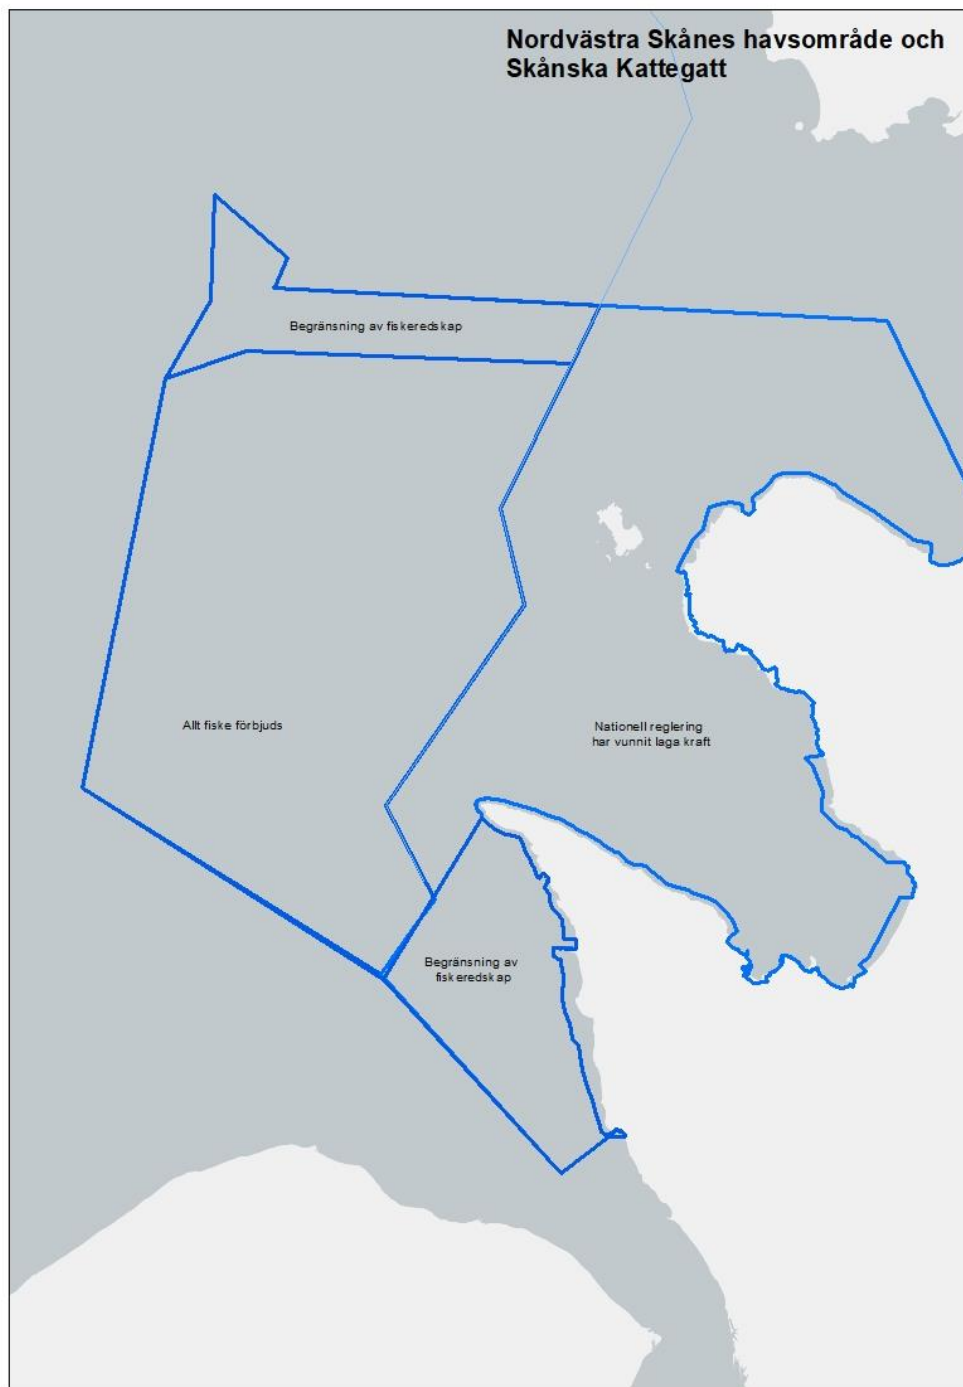 Nordvästra Skånes havsområde och
Skånska Kattegatt
Begränsning av fiskeredskap
Allt fiske förbjuds
Nationell reglering
har vunnit laga kraft
Begränsning av
fiskeredskap